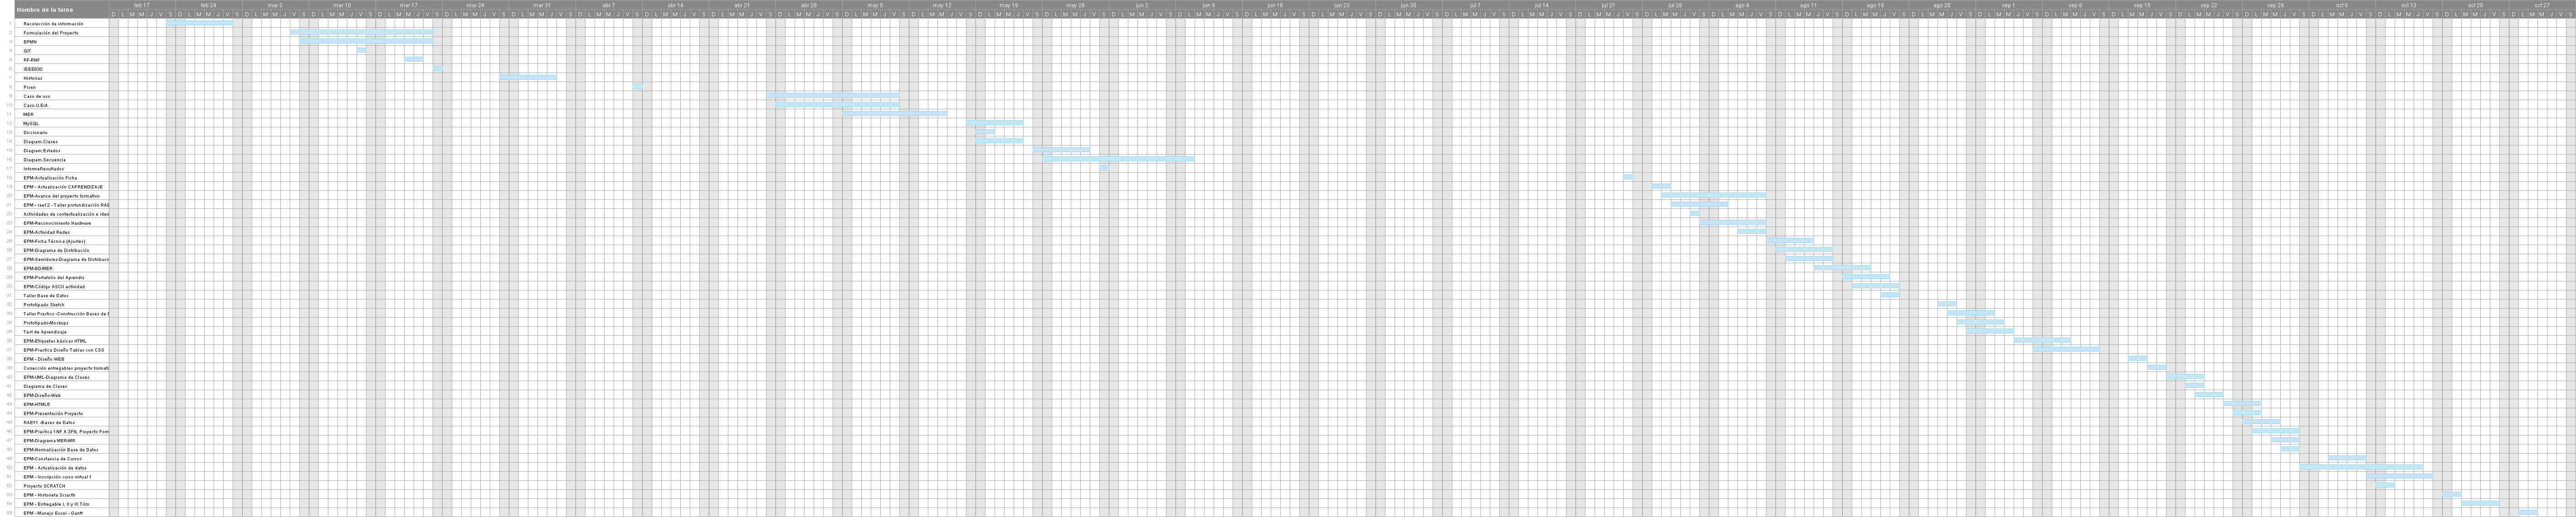 Nombre de la tarea feb 17 feb 24 mar 3 mar 10 mar 17 mar 24 mar 31 abr 7 abr 14 abr 21 abr 28 may 5 may 12 may 19 may 26 jun 2 jun 9 jun 16 jun 23 jun 30 jul 7 jul 14 jul 21 jul 28 ago 4 ago 11 ago 18 ago 25 sep 1 sep 8 sep 15 sep 22 sep 29 oct 6 oct 13 oct 20 oct 27
1 Recolección de información
2 Formulación del Proyecto
3 BPMN
4 GIT
5 RF-RNF
6 IEEE830
7 Historias
8 Pixen
9 Caso de uso
10 Caso.U.Ext
11 MER
12 MySQL
13 Diccionario
14 Diagram.Clases
15 Diagram.Estados
16 Diagram.Secuencia
17 InformeResultados
18 EPM-Actualización Ficha
19 EPM - Actualización CAPRENDIZAJE
20 EPM-Avance del proyecto formativo
21 EPM - rae12 - Taller profundización RAE
22 Actividades de contextualización e iden
23 EPM-Reconocimiento Hardware
24 EPM-Actividad Redes
25 EPM-Ficha Técnica (Ajustes)
26 EPM-Diagrama de Distribución
27 EPM-Servidores-Diagrama de Distribuci
28 EPM-BD-MER
29 EPM-Portafolio del Aprendis
30 EPM-Código ASCII actividad
31 Taller Base de Datos
32 Prototipado Sketch
33 Taller Practico -Construcción Bases de
34 Prototipado-Mockups
35 Test de Aprendizaje
36 EPM-Etiquetas básicas HTML
37 EPM-Practica Diseño Tablas con CSS
38 EPM - Diseño WEB
39 Corrección entregables proyecto formati
40 EPM-UML-Diagrama de Clases
41 Diagrama de Clases
42 EPM-Diseño-Web
43 EPM-HTML5
44 EPM-Presentación Proyecto
45 RAE11 -Bases de Datos
46 EPM-Practica 1NF A 3FN. Proyecto Form
47 EPM-Diagrama MER-MR
48 EPM-Normalización Base de Datos
49 EPM-Constancia de Cursos
50 EPM - Actualización de datos
51 EPM - Inscripción curso virtual 1
52 Proyecto SCRATCH
53 EPM - Historieta Scracth
54 EPM - Entregable I, II y III Trim
55 EPM - Manejo Excel - Gantt